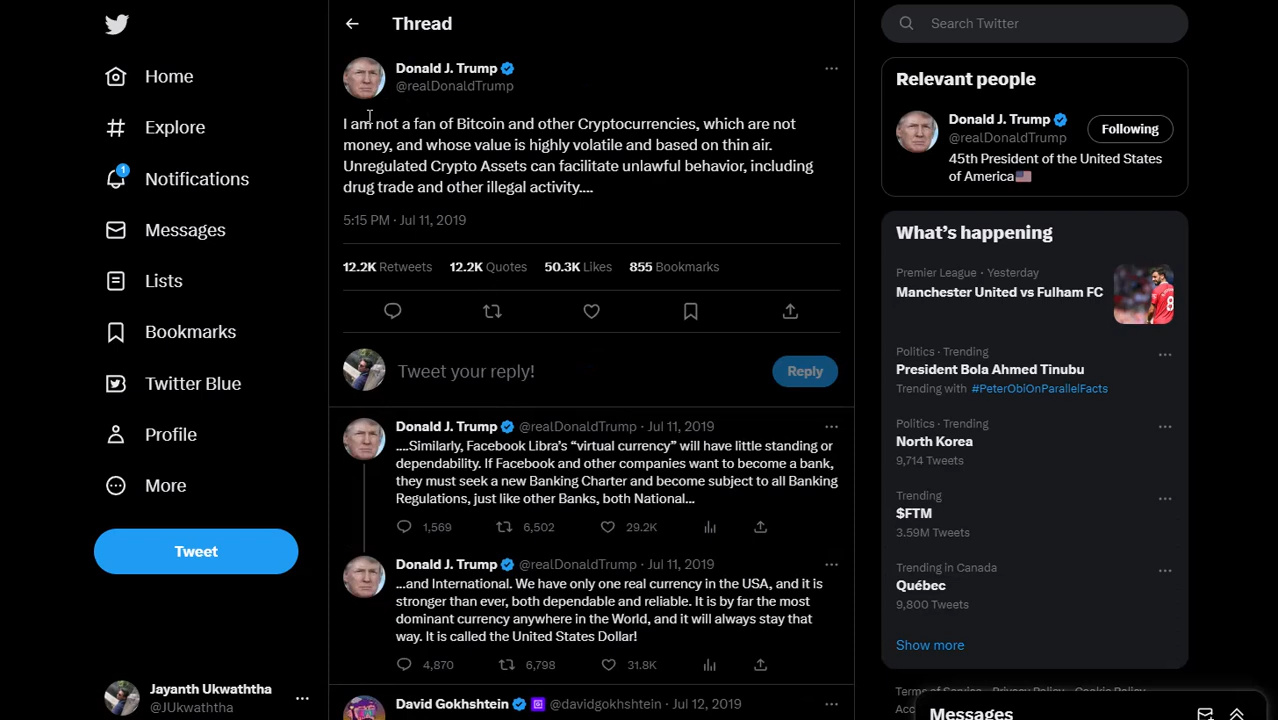 Home
Explore
1
Notifications
Messages
Lists
Bookmarks
Twitter Blue
Profile
More
Tweet
Jayanth Ukwaththa
@JUkwaththa
Thread
Donald J. Trump
@realDonaldTrump
I am not a fan of Bitcoin and other Cryptocurrencies, which are not
money, and whose value is highly volatile and based on thin air.
Unregulated Crypto Assets can facilitate unlawful behavior, including
drug trade and other illegal activity....
5:15 PM · Jul 11, 2019
12.2K Retweets 12.2K Quotes 50.3K Likes 855 Bookmarks
Tweet your reply!
Reply
Donald J. Trump @realDonaldTrump · Jul 11, 2019
....Similarly, Facebook Libra’s “virtual currency” will have little standing or
dependability. If Facebook and other companies want to become a bank,
they must seek a new Banking Charter and become subject to all Banking
Regulations, just like other Banks, both National...
1,569 6,502 29.2K
Donald J. Trump @realDonaldTrump · Jul 11, 2019
...and International. We have only one real currency in the USA, and it is
stronger than ever, both dependable and reliable. It is by far the most
dominant currency anywhere in the World, and it will always stay that
way. It is called the United States Dollar!
4,870 6,798 31.8K
David Gokhshtein @davidgokhshtein · Jul 12, 2019
Search Twitter
Relevant people
Donald J. Trump
@realDonaldTrump
Following
45th President of the United States
of America
What’s happening
Premier League · Yesterday
Manchester United vs Fulham FC
8
Politics · Trending
President Bola Ahmed Tinubu
Trending with #PeterObiOnParallelFacts
Politics · Trending
North Korea
9,714 Tweets
Trending
$FTM
3.59M Tweets
Trending in Canada
Québec
9,800 Tweets
Show more
Terms of Service Privacy Policy Cookie Policy
Messages